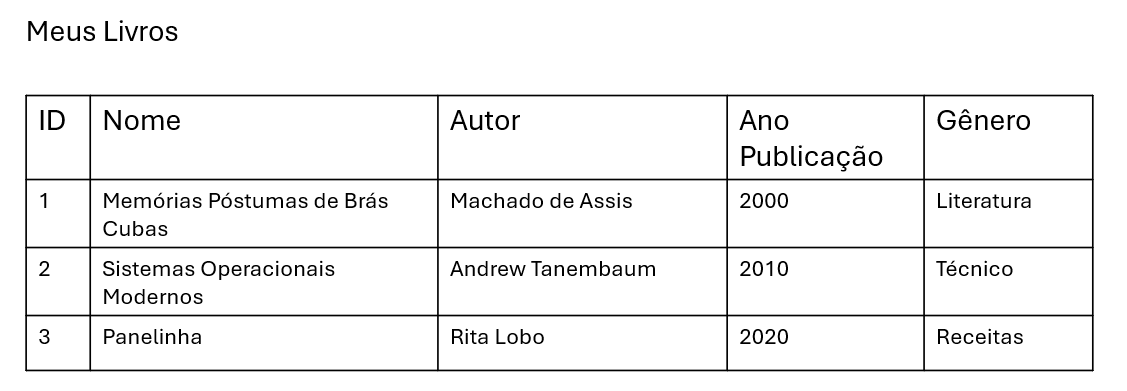 Meus Livros
ID Nome Autor Ano
Publicação Gênero
1 Memórias Póstumas de Brás
Cubas Machado de Assis 2000 Literatura
2 Sistemas Operacionais
Modernos Andrew Tanembaum 2010 Técnico
3 Panelinha Rita Lobo 2020 Receitas